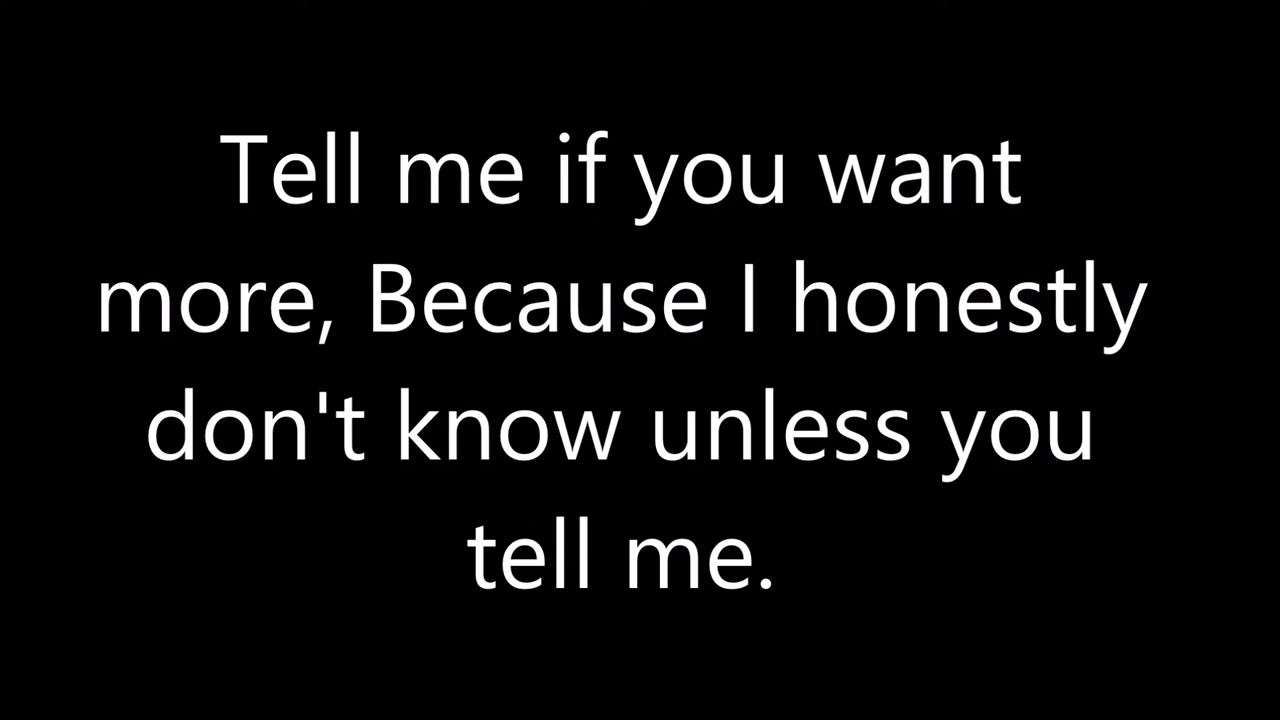 Tell me if you want
more, Because I honestly
don't know unless you
tell me.